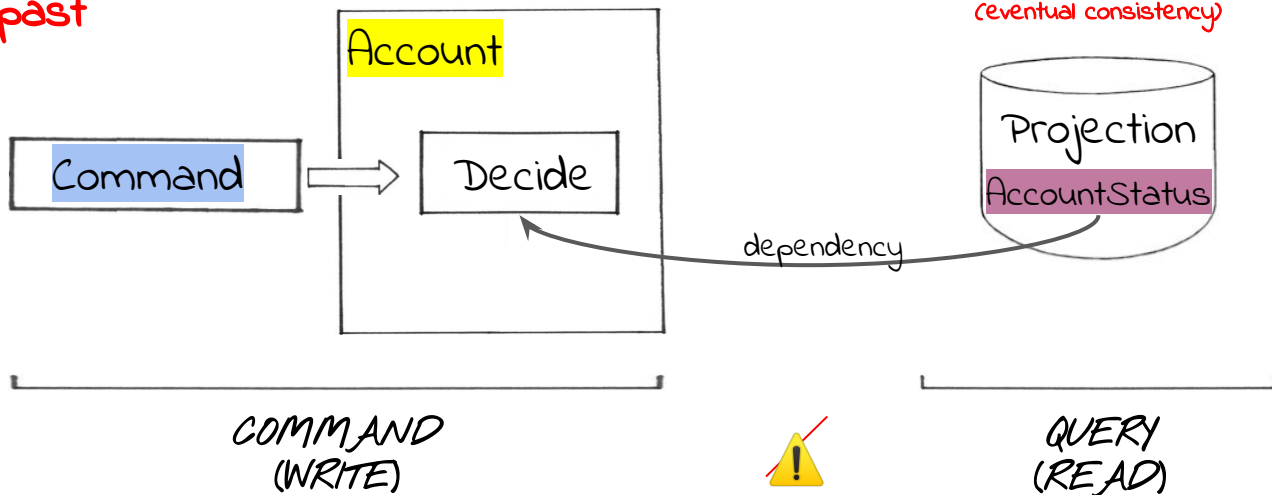 past
(eventual consistency)
Account
Projection
Command
Decide
AccountStatus
dependency
COMMAND
(WRITE)
QUERY
(READ)